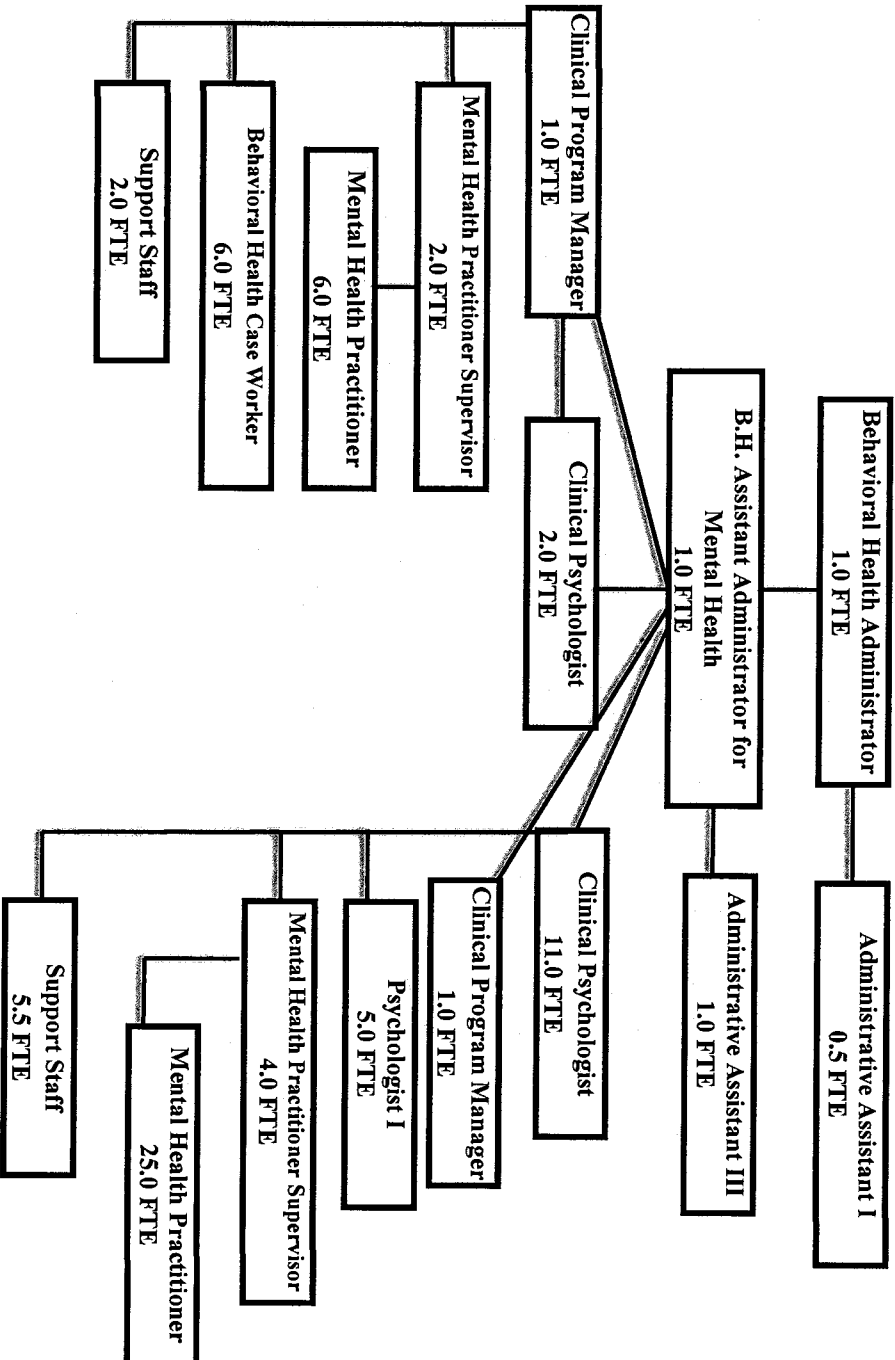 Behavioral Health Administrator
1.0 FTE
Administrative Assistant I
0.5 FTE
B.H. Assistant Administrator for
Mental Health
1.0 FTE
Administrative Assistant III
1.0 FTE
Clinical Program Manager
1.0 FTE
Clinical Psychologist
2.0 FTE
Clinical Psychologist
11.0 FTE
Mental Health Practitioner Supervisor
2.0 FTE
Mental Health Practitioner
6.0 FTE
Behavioral Health Case Worker
6.0 FTE
Support Staff
2.0 FTE
Clinical Program Manager
1.0 FTE
Psychologist I
5.0 FTE
Mental Health Practitioner Supervisor
4.0 FTE
Mental Health Practitioner
25.0 FTE
Support Staff
5.5 FTE